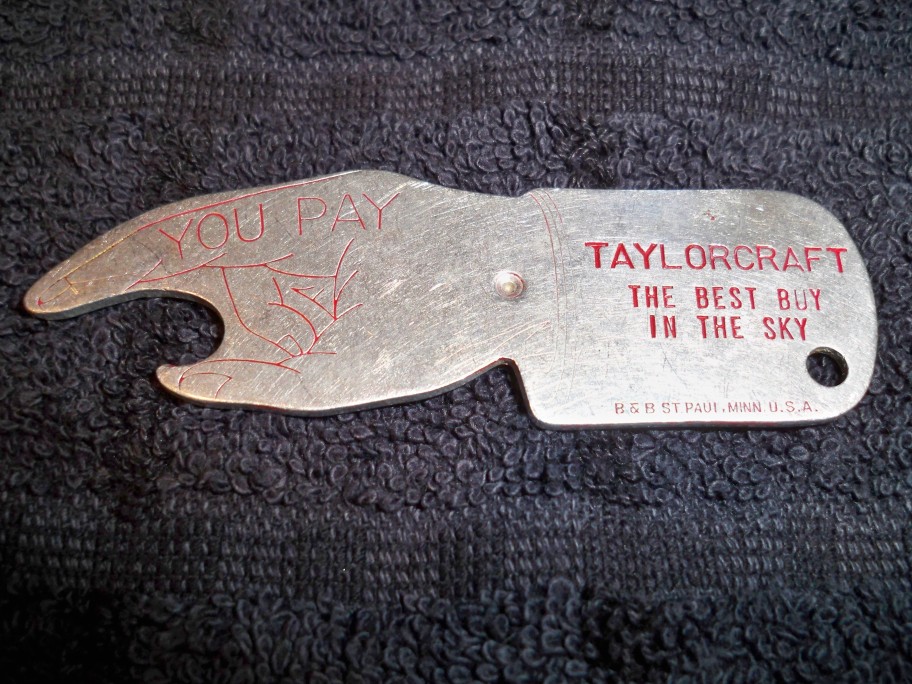 YOU PAY
TAYLORCRAFT
THE BEST BUY
IN THE SKY
B & B ST. PAUL, MINN. U.S.A.